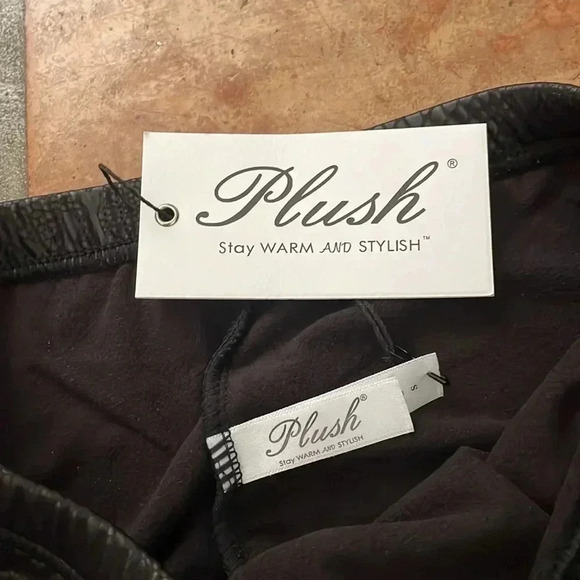 Plush®
Stay WARM AND STYLISH™
Plush®
Stay WARM AND STYLISH
S